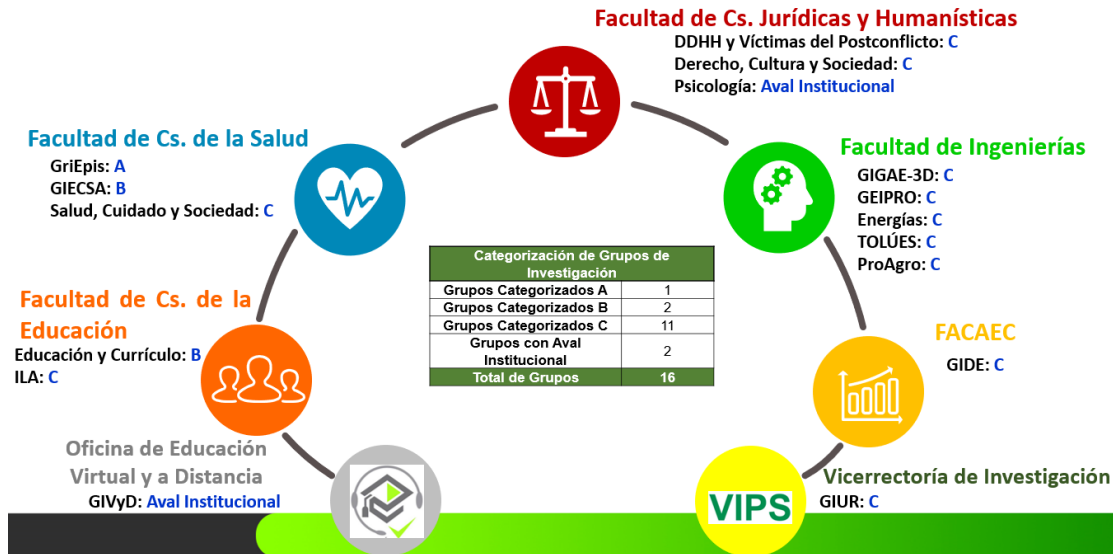 Facultad de Cs. Jurídicas y Humanísticas
DDHH y Víctimas del Postconflicto: C
Derecho, Cultura y Sociedad: C
Psicología: Aval Institucional
Facultad de Cs. de la Salud
GriEpis: A
GIECSA: B
Salud, Cuidado y Sociedad: C
Facultad de Ingenierías
GIGAE-3D: C
GEIPRO: C
Energías: C
TOLÚES: C
ProAgro: C
Categorización de Grupos de
Investigación
Grupos Categorizados A 1
Grupos Categorizados B 2
Grupos Categorizados C 11
Grupos con Aval
Institucional 2
Total de Grupos 16
Facultad de Cs. de la
Educación
Educación y Currículo: B
ILA: C
FACAEC
GIDE: C
Oficina de Educación
Virtual y a Distancia
GIVyD: Aval Institucional
VIPS
Vicerrectoría de Investigación
GIUR: C